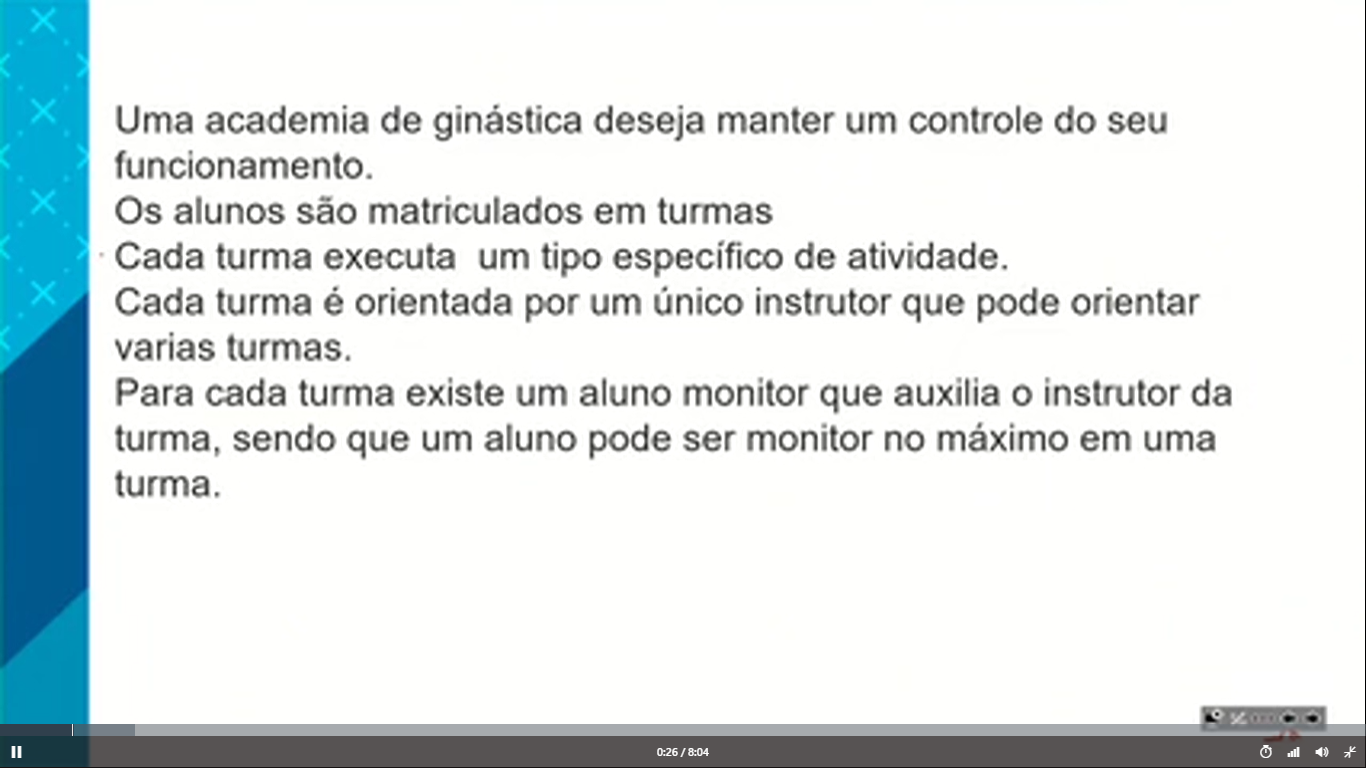 Uma academia de ginástica deseja manter um controle do seu
funcionamento.
Os alunos são matriculados em turmas
Cada turma executa um tipo específico de atividade.
Cada turma é orientada por um único instrutor que pode orientar
varias turmas.
Para cada turma existe um aluno monitor que auxilia o instrutor da
turma, sendo que um aluno pode ser monitor no máximo em uma
turma.
0:26 / 8:04